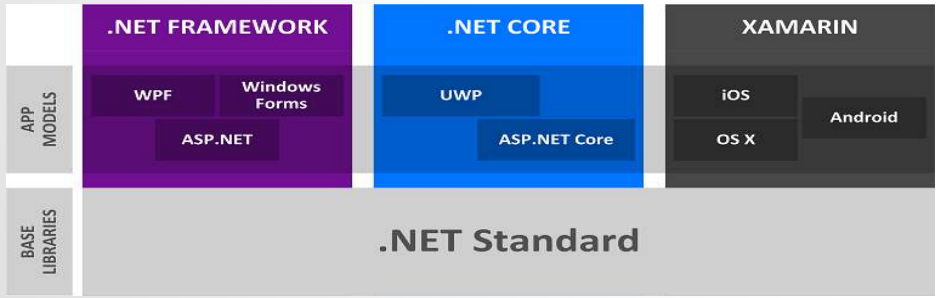 .NET FRAMEWORK
.NET CORE
XAMARIN
APP
MODELS
WPF
Windows
Forms
ASP.NET
UWP
ASP.NET Core
iOS
OS X
Android
BASE
LIBRARIES
.NET Standard